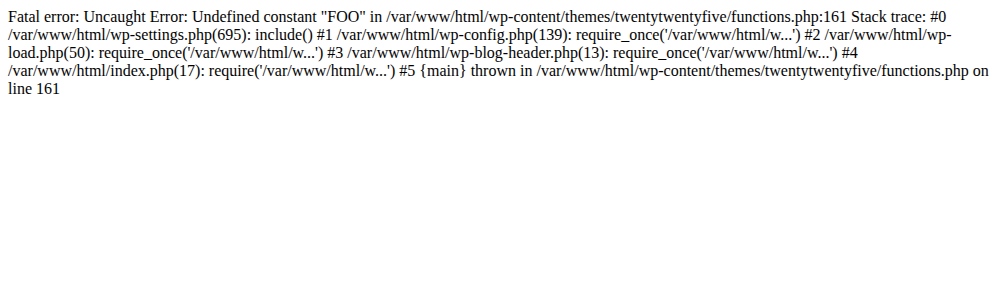 Fatal error: Uncaught Error: Undefined constant "FOO" in /var/www/html/wp-content/themes/twentytwentyfive/functions.php:161 Stack trace: #0
/var/www/html/wp-settings.php(695): include() #1 /var/www/html/wp-config.php(139): require_once('/var/www/html/w...') #2 /var/www/html/wp-
load.php(50): require_once('/var/www/html/w...') #3 /var/www/html/wp-blog-header.php(13): require_once('/var/www/html/w...') #4
/var/www/html/index.php(17): require('/var/www/html/w...') #5 {main} thrown in /var/www/html/wp-content/themes/twentytwentyfive/functions.php on
line 161